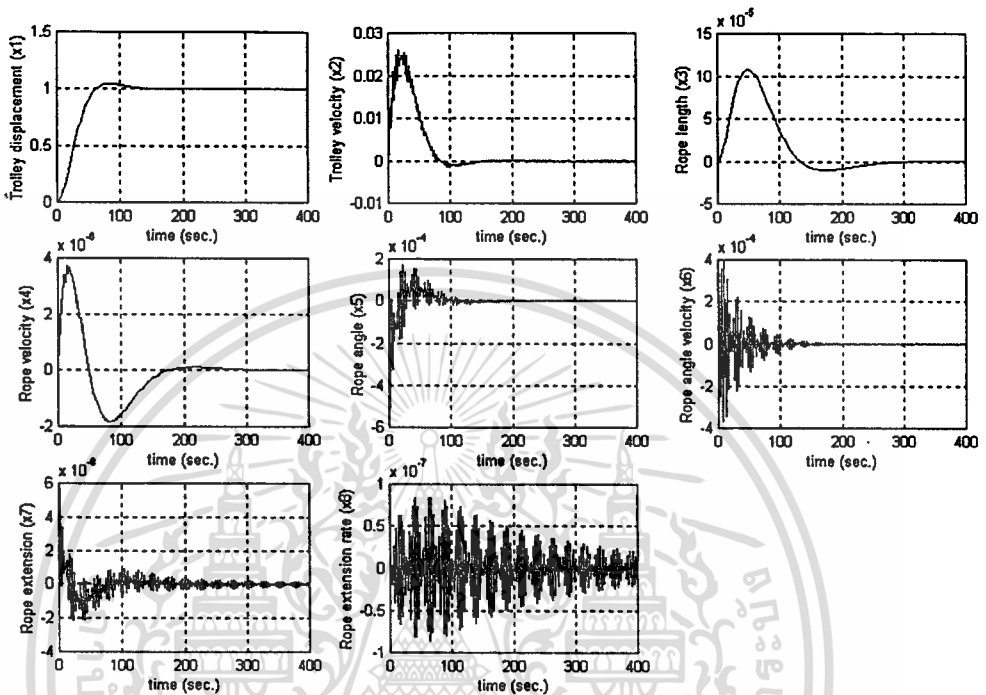 1.5
1
0.5
0
0 100 200 300 400
Trolley displacement (x1)
time (sec.)
0.03
0.02
0.01
0
-0.01
0 100 200 300 400
Trolley velocity (x2)
time (sec.)
x 10^-5
15
10
5
0
-5
0 100 200 300 400
Rope length (x3)
time (sec.)
x 10^-6
4
2
0
-2
0 100 200 300 400
Rope velocity (x4)
time (sec.)
x 10^-4
2
0
-2
-4
-6
0 100 200 300 400
Rope angle (x5)
time (sec.)
x 10^-4
4
2
0
-2
-4
0 100 200 300 400
Rope angle velocity (x6)
time (sec.)
x 10
6
4
2
0
-2
-4
0 100 200 300 400
Rope extension (x7)
time (sec.)
x 10^-7
1
0.5
0
-0.5
-1
0 100 200 300 400
Rope extension rate (x8)
time (sec.)